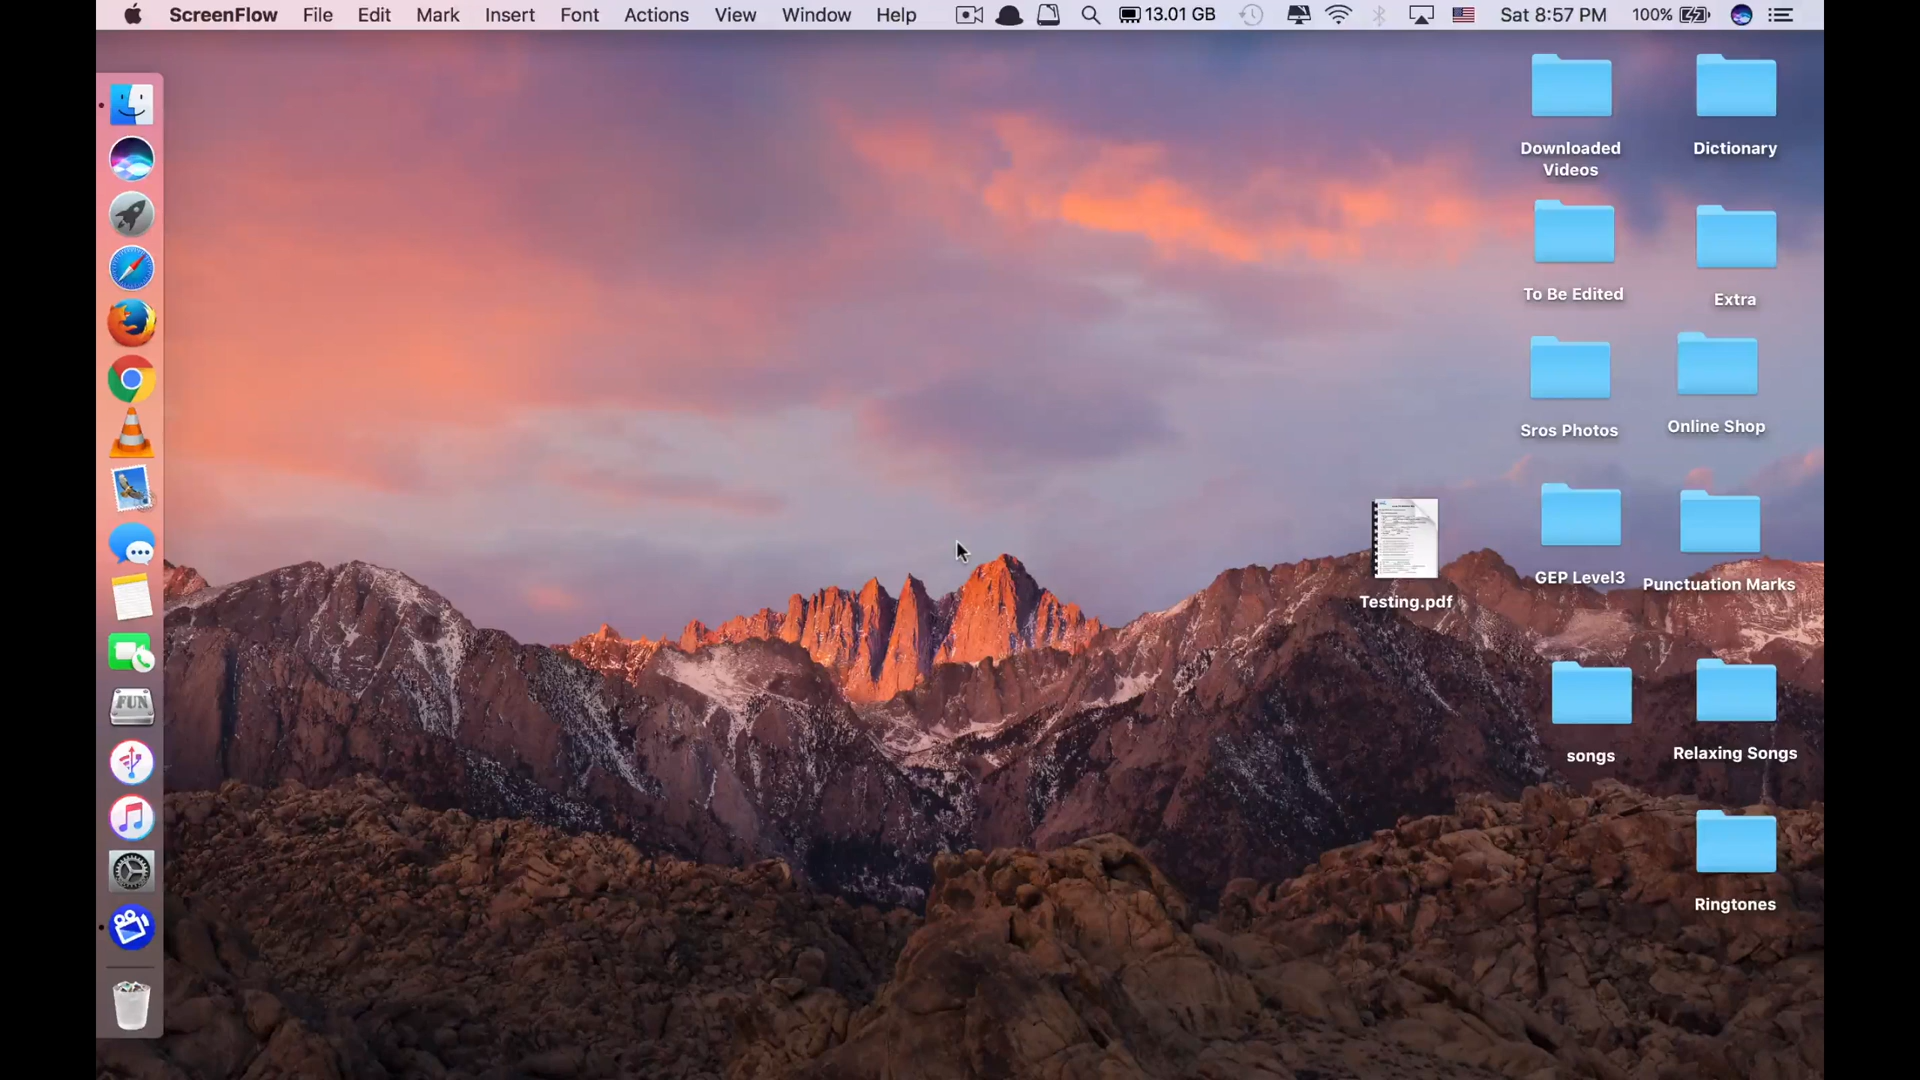 ScreenFlow File Edit Mark Insert Font Actions View Window Help 13.01 GB Sat 8:57 PM 100%
Downloaded
Videos
Dictionary
To Be Edited
Extra
Sros Photos
Online Shop
Testing.pdf
GEP Level3
Punctuation Marks
songs
Relaxing Songs
Ringtones
FUN